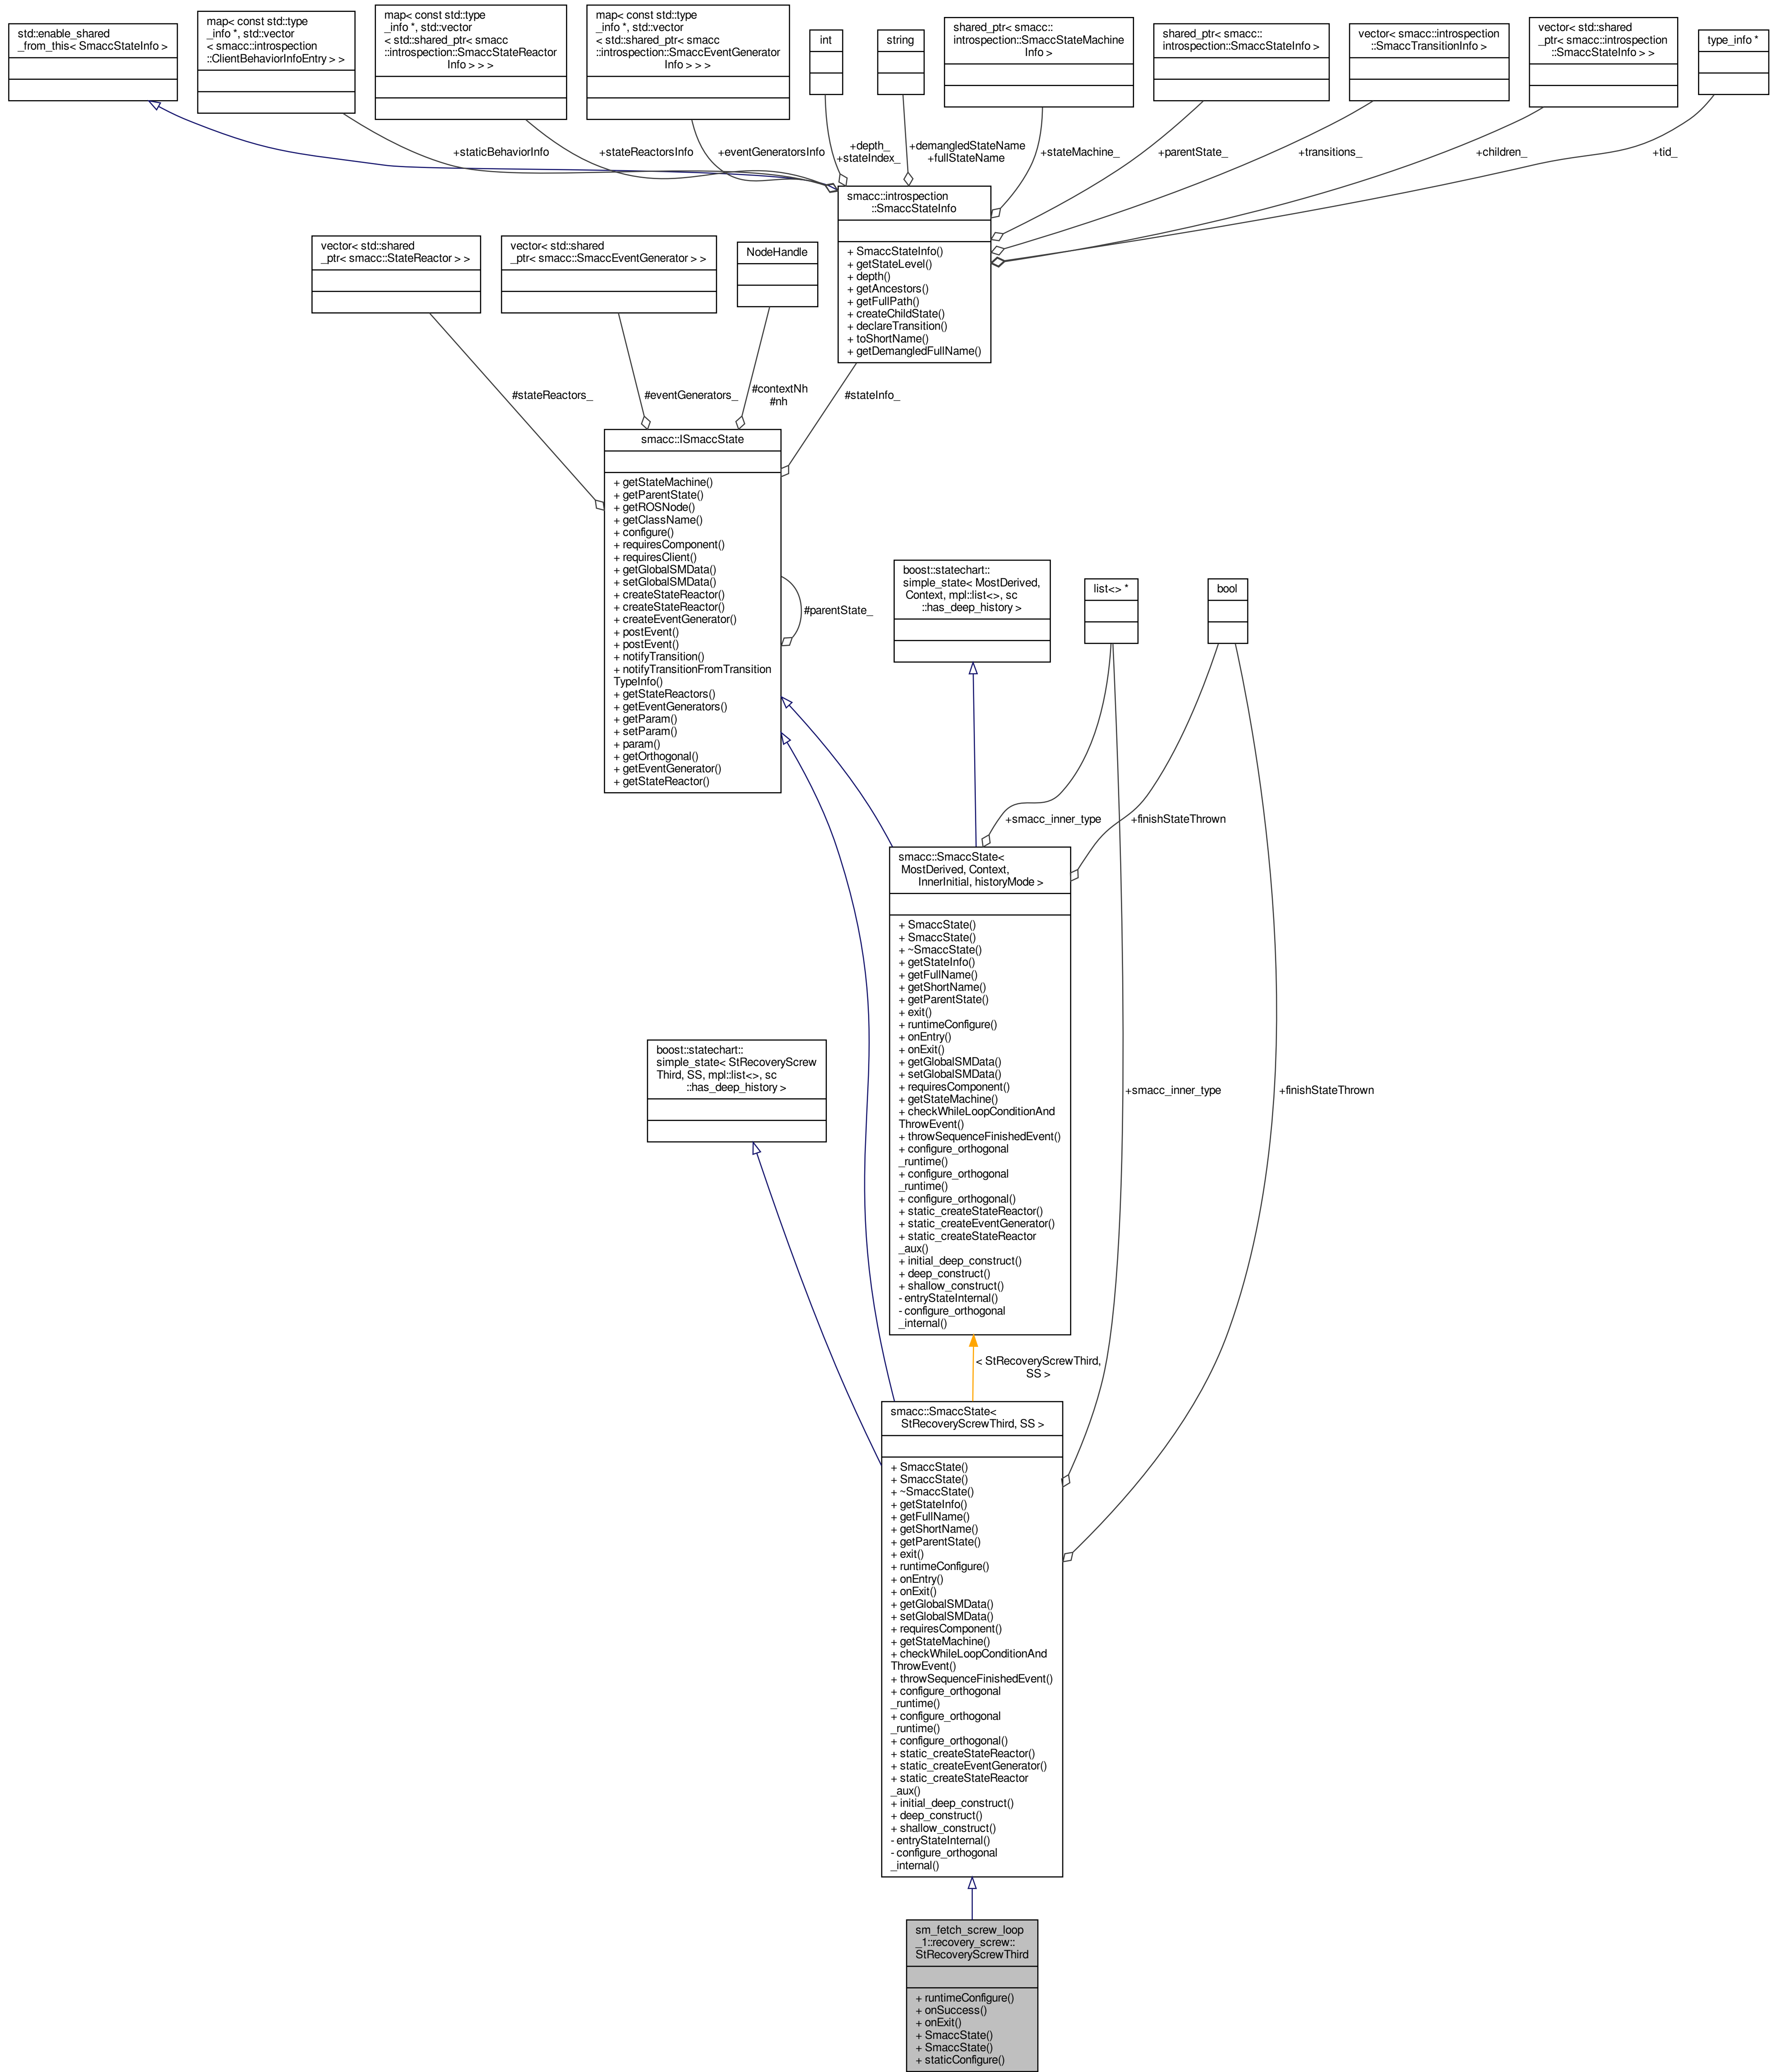 std::enable_shared
_from_this< SmaccStateInfo >
map< const std::type
_info *, std::vector
< smacc::introspection
::ClientBehaviorInfoEntry > >
map< const std::type
_info *, std::vector
< std::shared_ptr< smacc
::introspection::SmaccStateReactor
Info > > >
map< const std::type
_info *, std::vector
< std::shared_ptr< smacc
::introspection::SmaccEventGenerator
Info > > >
int
string
shared_ptr< smacc::
introspection::SmaccStateMachine
Info >
shared_ptr< smacc::
introspection::SmaccStateInfo >
vector< smacc::introspection
::SmaccTransitionInfo >
vector< std::shared
_ptr< smacc::introspection
::SmaccStateInfo > >
type_info *
+staticBehaviorInfo
+stateReactorsInfo
+eventGeneratorsInfo
+depth_
+stateIndex_
+demangledStateName
+fullStateName
+stateMachine_
+parentState_
+transitions_
+children_
+tid_
smacc::introspection
::SmaccStateInfo
+ SmaccStateInfo()
+ getStateLevel()
+ depth()
+ getAncestors()
+ getFullPath()
+ createChildState()
+ declareTransition()
+ toShortName()
+ getDemangledFullName()
vector< std::shared
_ptr< smacc::StateReactor > >
vector< std::shared
_ptr< smacc::SmaccEventGenerator > >
NodeHandle
#stateReactors_
#eventGenerators_
#contextNh
#nh
#stateInfo_
smacc::ISmaccState
+ getStateMachine()
+ getParentState()
+ getROSNode()
+ getClassName()
+ configure()
+ requiresComponent()
+ requiresClient()
+ getGlobalSMData()
+ setGlobalSMData()
+ createStateReactor()
+ createStateReactor()
+ createEventGenerator()
+ postEvent()
+ postEvent()
+ notifyTransition()
+ notifyTransitionFromTransition
TypeInfo()
+ getStateReactors()
+ getEventGenerators()
+ getParam()
+ setParam()
+ param()
+ getOrthogonal()
+ getEventGenerator()
+ getStateReactor()
#parentState_
boost::statechart::
simple_state< MostDerived,
Context, mpl::list<>, sc
::has_deep_history >
list<> *
bool
+smacc_inner_type
+finishStateThrown
smacc::SmaccState<
MostDerived, Context,
InnerInitial, historyMode >
+ SmaccState()
+ SmaccState()
+ ~SmaccState()
+ getStateInfo()
+ getFullName()
+ getShortName()
+ getParentState()
+ exit()
+ runtimeConfigure()
+ onEntry()
+ onExit()
+ getGlobalSMData()
+ setGlobalSMData()
+ requiresComponent()
+ getStateMachine()
+ checkWhileLoopConditionAnd
ThrowEvent()
+ throwSequenceFinishedEvent()
+ configure_orthogonal
_runtime()
+ configure_orthogonal
_runtime()
+ configure_orthogonal()
+ static_createStateReactor()
+ static_createEventGenerator()
+ static_createStateReactor
_aux()
+ initial_deep_construct()
+ deep_construct()
+ shallow_construct()
- entryStateInternal()
- configure_orthogonal
_internal()
boost::statechart::
simple_state< StRecoveryScrew
Third, SS, mpl::list<>, sc
::has_deep_history >
+smacc_inner_type
+finishStateThrown
< StRecoveryScrewThird,
SS >
smacc::SmaccState<
StRecoveryScrewThird, SS >
+ SmaccState()
+ SmaccState()
+ ~SmaccState()
+ getStateInfo()
+ getFullName()
+ getShortName()
+ getParentState()
+ exit()
+ runtimeConfigure()
+ onEntry()
+ onExit()
+ getGlobalSMData()
+ setGlobalSMData()
+ requiresComponent()
+ getStateMachine()
+ checkWhileLoopConditionAnd
ThrowEvent()
+ throwSequenceFinishedEvent()
+ configure_orthogonal
_runtime()
+ configure_orthogonal
_runtime()
+ configure_orthogonal()
+ static_createStateReactor()
+ static_createEventGenerator()
+ static_createStateReactor
_aux()
+ initial_deep_construct()
+ deep_construct()
+ shallow_construct()
- entryStateInternal()
- configure_orthogonal
_internal()
sm_fetch_screw_loop
_1::recovery_screw::
StRecoveryScrewThird
+ runtimeConfigure()
+ onSuccess()
+ onExit()
+ SmaccState()
+ SmaccState()
+ staticConfigure()